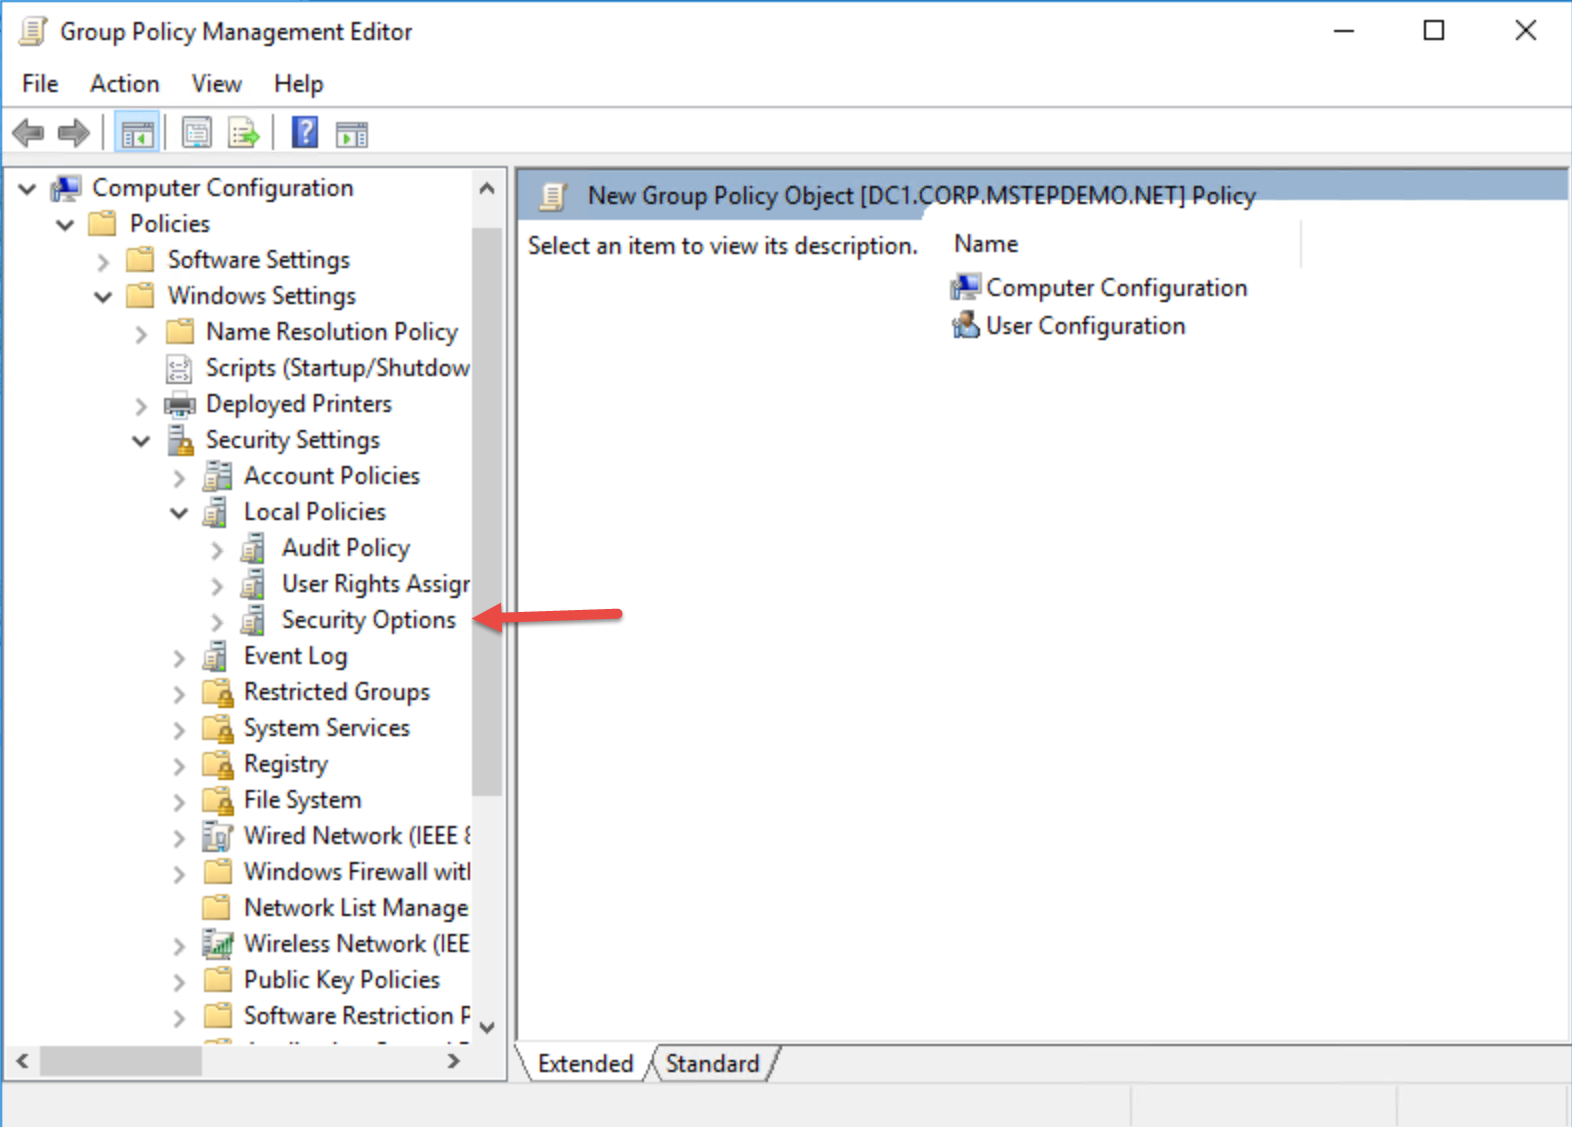 Group Policy Management Editor
File Action View Help
Computer Configuration
Policies
Software Settings
Windows Settings
Name Resolution Policy
Scripts (Startup/Shutdow
Deployed Printers
Security Settings
Account Policies
Local Policies
Audit Policy
User Rights Assigr
Security Options
Event Log
Restricted Groups
System Services
Registry
File System
Wired Network (IEEE 8
Windows Firewall with
Network List Manage
Wireless Network (IEE
Public Key Policies
Software Restriction P
New Group Policy Object [DC1.CORP.MSTEPDEMO.NET] Policy
Select an item to view its description.
Name
Computer Configuration
User Configuration
Extended Standard